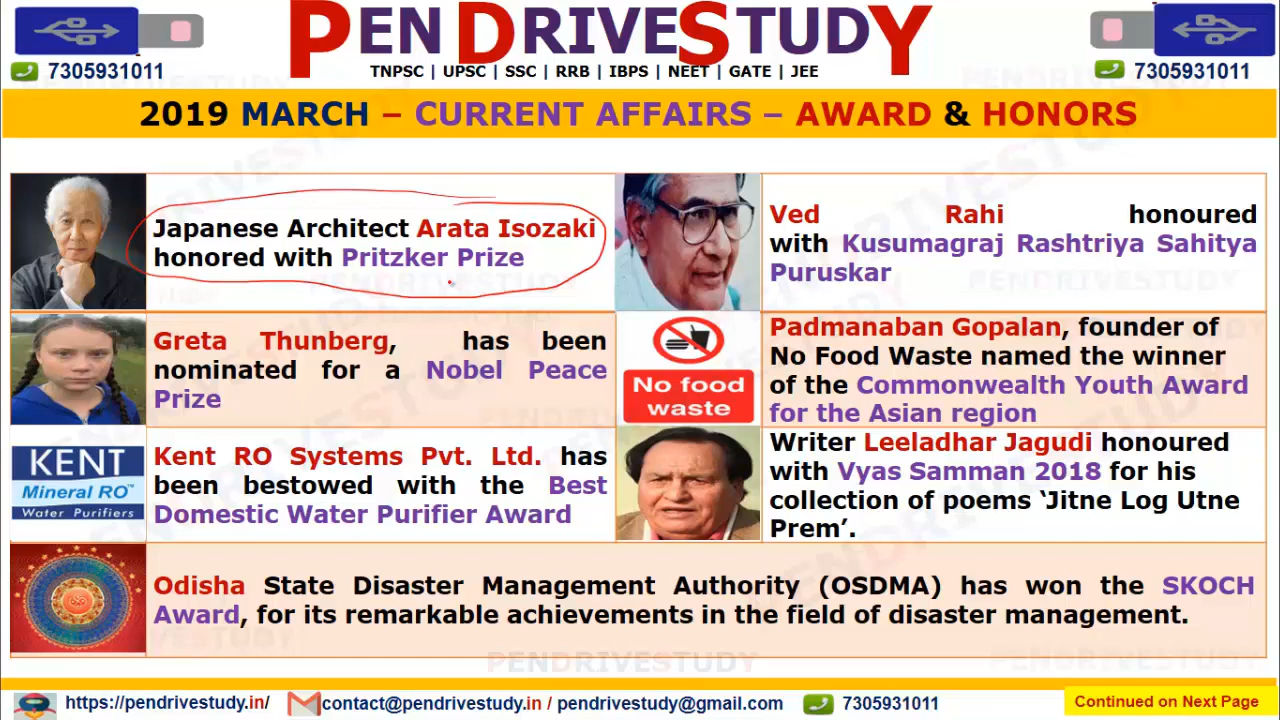 PENDRIVESTUDY
TNPSC | UPSC | SSC | RRB | IBPS | NEET | GATE | JEE
7305931011
7305931011
2019 MARCH – CURRENT AFFAIRS – AWARD & HONORS
Japanese Architect Arata Isozaki
honored with Pritzker Prize
Ved Rahi honoured
with Kusumagraj Rashtriya Sahitya
Puruskar
Greta Thunberg, has been
nominated for a Nobel Peace
Prize
No food
waste
Padmanaban Gopalan, founder of
No Food Waste named the winner
of the Commonwealth Youth Award
for the Asian region
KENT
Mineral RO™
Water Purifiers
Kent RO Systems Pvt. Ltd. has
been bestowed with the Best
Domestic Water Purifier Award
Writer Leeladhar Jagudi honoured
with Vyas Samman 2018 for his
collection of poems ‘Jitne Log Utne
Prem’.
Odisha State Disaster Management Authority (OSDMA) has won the SKOCH
Award, for its remarkable achievements in the field of disaster management.
PENDRIVESTUDY
https://pendrivestudy.in/
contact@pendrivestudy.in / pendrivestudy@gmail.com
7305931011
Continued on Next Page